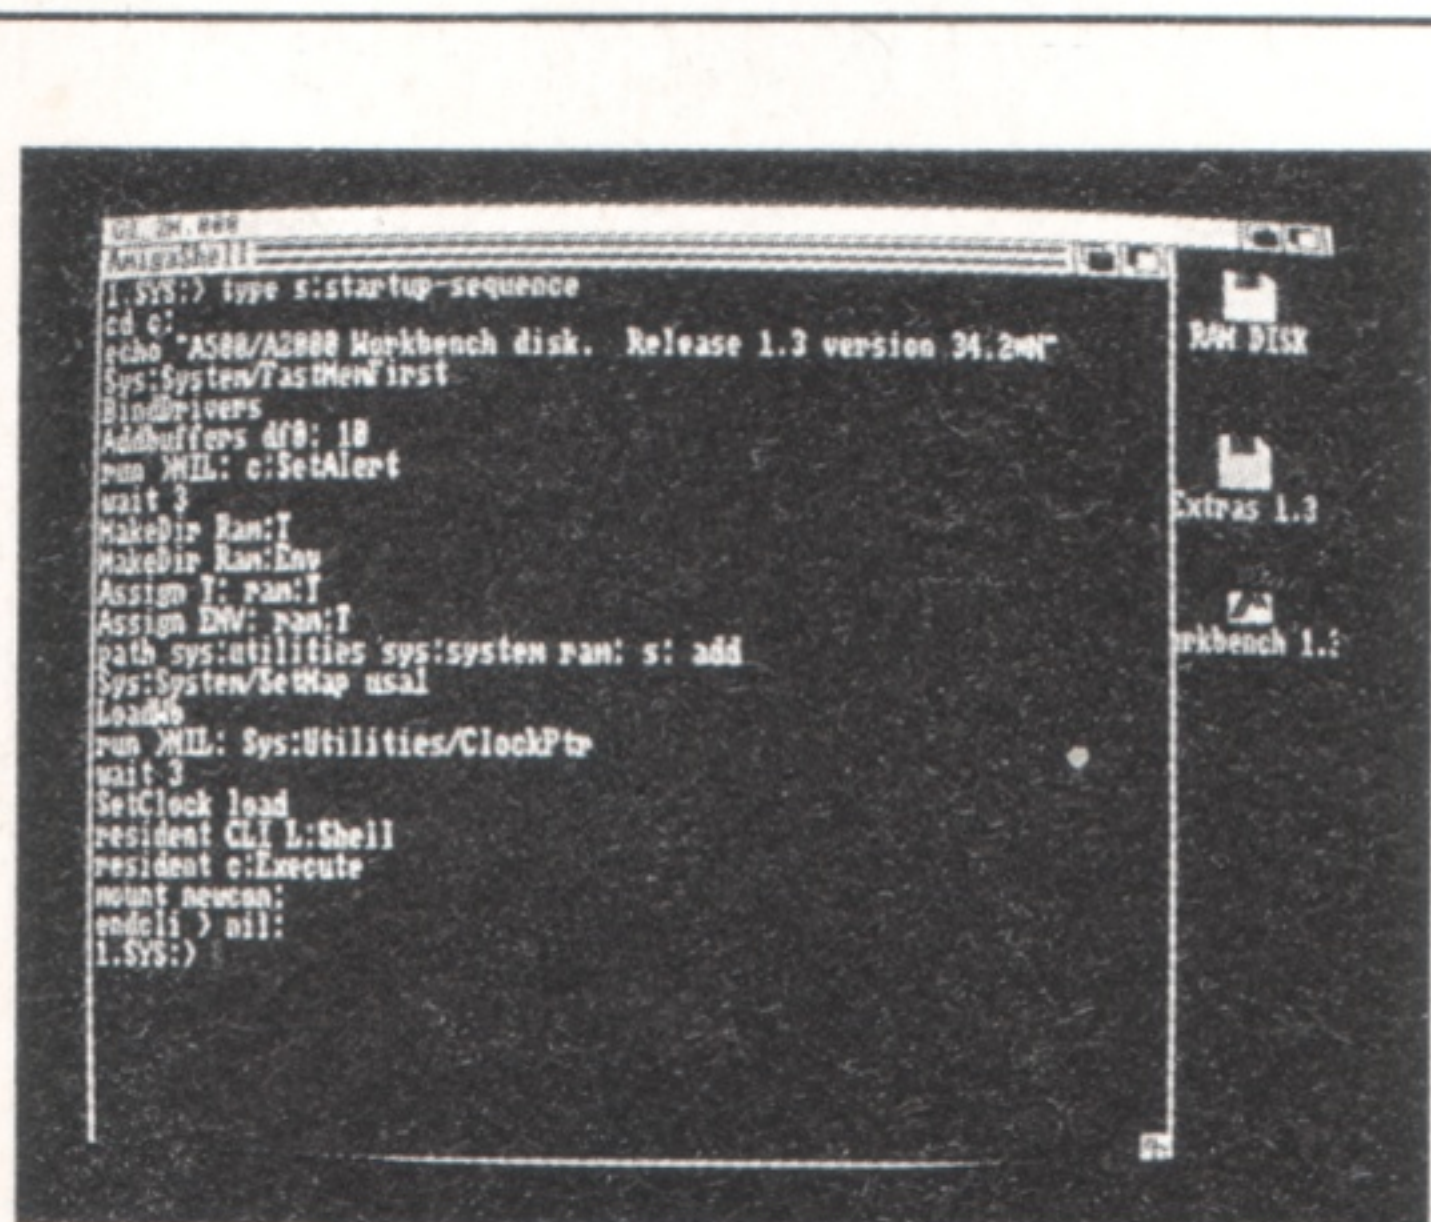 AmigaShell
1.SYS:> type s:startup-sequence
cd c:
echo "A500/A2000 Workbench disk.  Release 1.3 version 34.2*N"
Sys:System/FastMemFirst
BindDrivers
Addbuffers df0: 10
run >NIL: c:SetAlert
wait 3
MakeDir Ram:T
MakeDir Ram:Env
Assign T: ram:T
Assign ENV: ram:T
path sys:utilities sys:system ram: s: add
Sys:System/SetMap usa1
LoadWb
run >NIL: Sys:Utilities/ClockPtr
wait 3
SetClock load
resident CLI L:Shell
resident c:Execute
mount newcon:
endcli > nil:
1.SYS:>
RAM DISK
Extras 1.3
rkbench 1.3